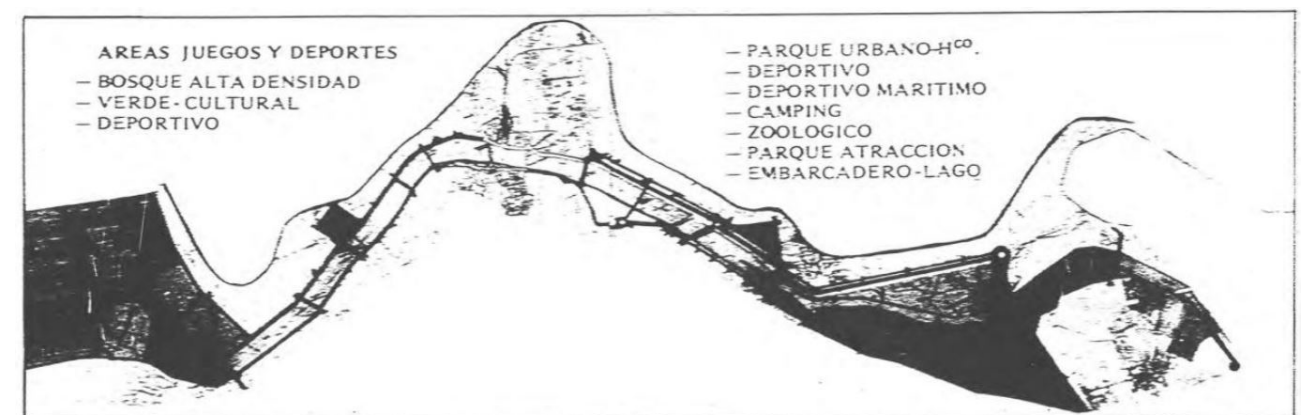 AREAS JUEGOS Y DEPORTES
– BOSQUE ALTA DENSIDAD
– VERDE-CULTURAL
– DEPORTIVO
– PARQUE URBANO-Hᶜᴼ.
– DEPORTIVO
– DEPORTIVO MARITIMO
– CAMPING
– ZOOLOGICO
– PARQUE ATRACCION
– EMBARCADERO-LAGO